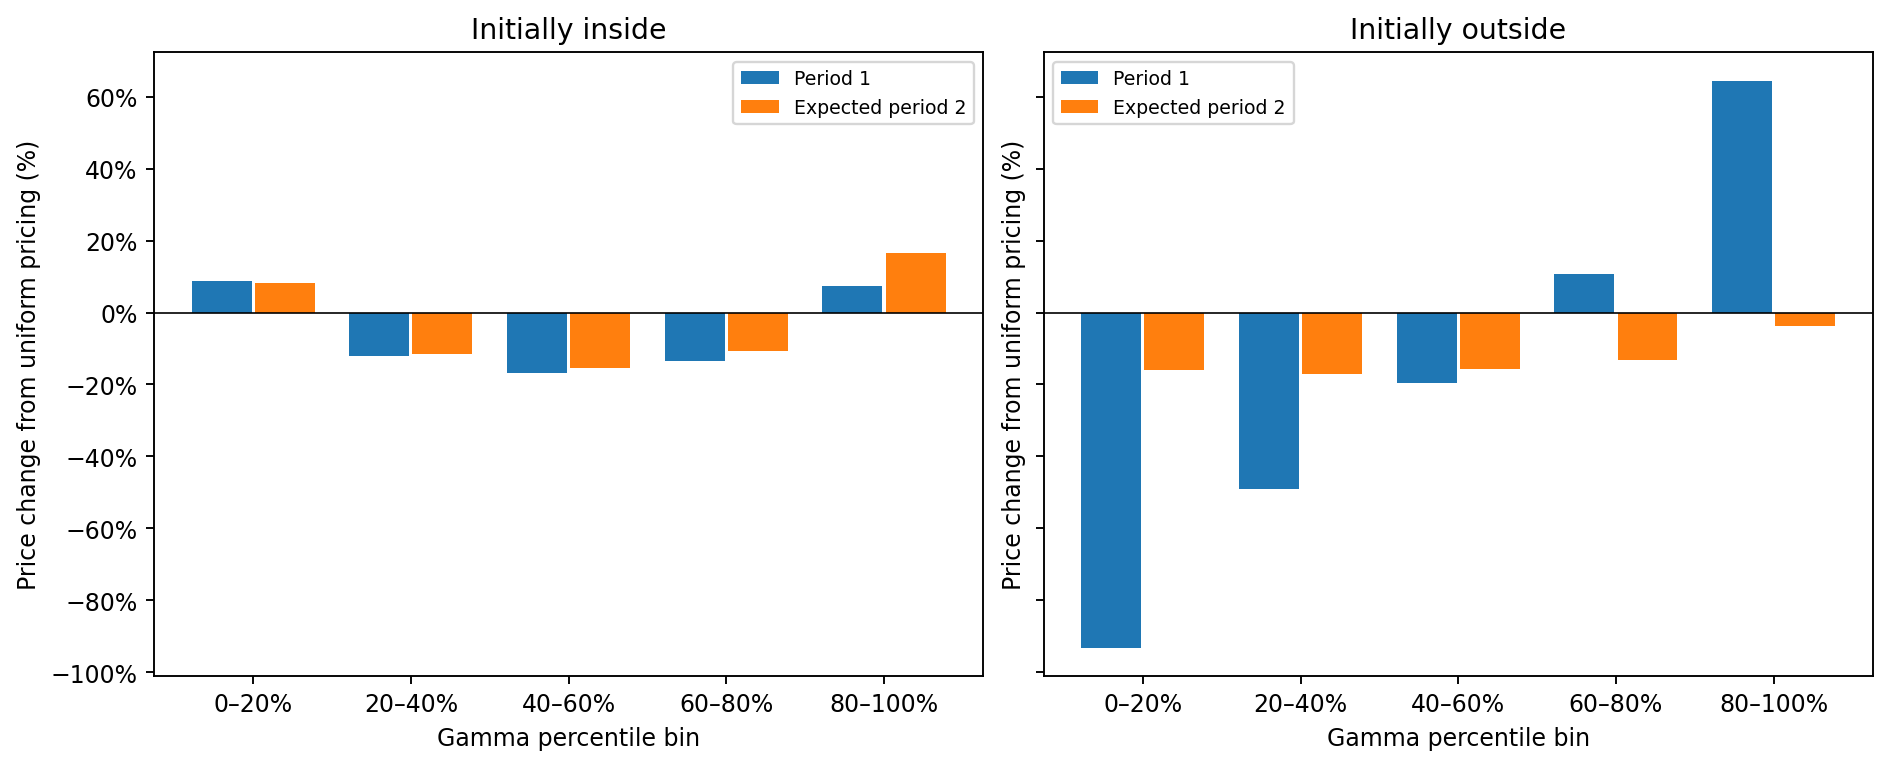 Initially inside
Period 1
Expected period 2
Price change from uniform pricing (%)
60%
40%
20%
0%
−20%
−40%
−60%
−80%
−100%
0–20%
20–40%
40–60%
60–80%
80–100%
Gamma percentile bin
Initially outside
Period 1
Expected period 2
Price change from uniform pricing (%)
0–20%
20–40%
40–60%
60–80%
80–100%
Gamma percentile bin